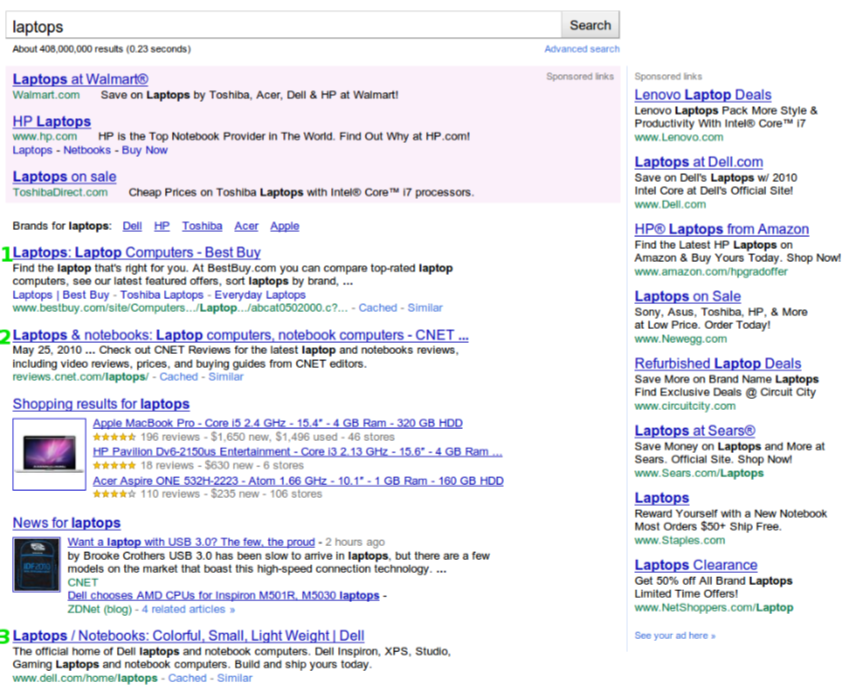 laptops
Search
About 408,000,000 results (0.23 seconds)
Advanced search
Laptops at Walmart®
Sponsored links
Walmart.com Save on Laptops by Toshiba, Acer, Dell & HP at Walmart!
HP Laptops
www.hp.com HP is the Top Notebook Provider in The World. Find Out Why at HP.com!
Laptops - Netbooks - Buy Now
Laptops on sale
ToshibaDirect.com Cheap Prices on Toshiba Laptops with Intel® Core™ i7 processors.
Brands for laptops: Dell HP Toshiba Acer Apple
1 Laptops: Laptop Computers - Best Buy
Find the laptop that's right for you. At BestBuy.com you can compare top-rated laptop
computers, see our latest featured offers, sort laptops by brand, ...
Laptops | Best Buy - Toshiba Laptops - Everyday Laptops
www.bestbuy.com/site/Computers.../Laptop.../abcat0502000.c?... - Cached - Similar
2 Laptops & notebooks: Laptop computers, notebook computers - CNET ...
May 25, 2010 ... Check out CNET Reviews for the latest laptop and notebooks reviews,
including video reviews, prices, and buying guides from CNET editors.
reviews.cnet.com/laptops/ - Cached - Similar
Shopping results for laptops
Apple MacBook Pro - Core i5 2.4 GHz - 15.4" - 4 GB Ram - 320 GB HDD
196 reviews - $1,650 new, $1,496 used - 46 stores
HP Pavilion Dv6-2150us Entertainment - Core i3 2.13 GHz - 15.6" - 4 GB Ram ...
18 reviews - $630 new - 6 stores
Acer Aspire ONE 532H-2223 - Atom 1.66 GHz - 10.1" - 1 GB Ram - 160 GB HDD
110 reviews - $235 new - 106 stores
News for laptops
Want a laptop with USB 3.0? The few, the proud - 2 hours ago
by Brooke Crothers USB 3.0 has been slow to arrive in laptops, but there are a few
models on the market that boast this high-speed connection technology. ...
CNET
Dell chooses AMD CPUs for Inspiron M501R, M5030 laptops -
ZDNet (blog) - 4 related articles »
3 Laptops / Notebooks: Colorful, Small, Light Weight | Dell
The official home of Dell laptops and notebook computers. Dell Inspiron, XPS, Studio,
Gaming Laptops and notebook computers. Build and ship yours today.
www.dell.com/home/laptops - Cached - Similar
Sponsored links
Lenovo Laptop Deals
Lenovo Laptops Pack More Style &
Productivity With Intel® Core™ i7
www.Lenovo.com
Laptops at Dell.com
Save on Dell's Laptops w/ 2010
Intel Core at Dell's Official Site!
www.Dell.com
HP® Laptops from Amazon
Find the Latest HP Laptops on
Amazon & Buy Yours Today. Shop Now!
www.amazon.com/hpgradoffer
Laptops on Sale
Sony, Asus, Toshiba, HP, & More
at Low Price. Order Today!
www.Newegg.com
Refurbished Laptop Deals
Save More on Brand Name Laptops
Find Exclusive Deals @ Circuit City
www.circuitcity.com
Laptops at Sears®
Save Money on Laptops and More at
Sears. Official Site. Shop Now!
www.Sears.com/Laptops
Laptops
Reward Yourself with a New Notebook
Most Orders $50+ Ship Free.
www.Staples.com
Laptops Clearance
Get 50% off All Brand Laptops
Limited Time Offers!
www.NetShoppers.com/Laptop
See your ad here »